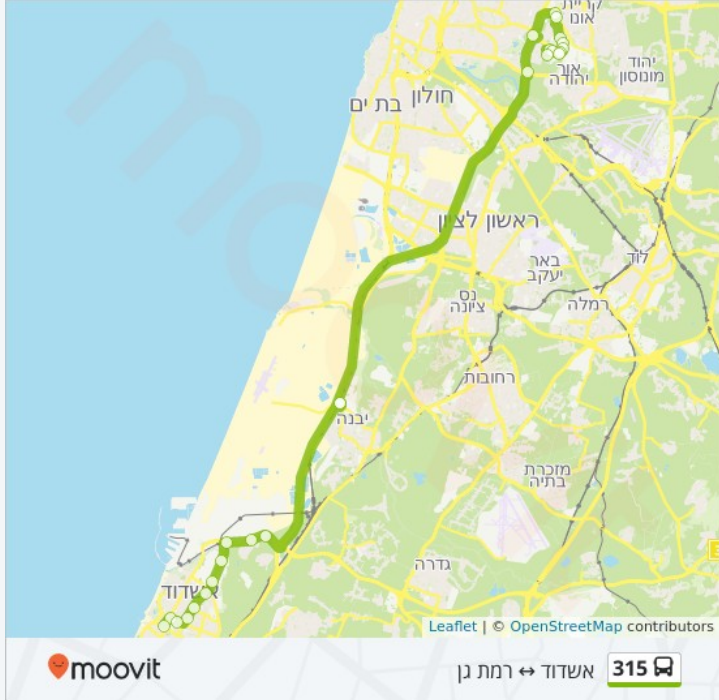 קריית
אונו
אור
יהודה
יהוד
מונוסון
חולון
בת ים
ראשון לציון
באר
יעקב
לוד
נס
ציונה
רמלה
רחובות
יבנה
מזכרת
בתיה
גדרה
אשדוד
Leaflet | © OpenStreetMap contributors
moovit
315
אשדוד ↔ רמת גן